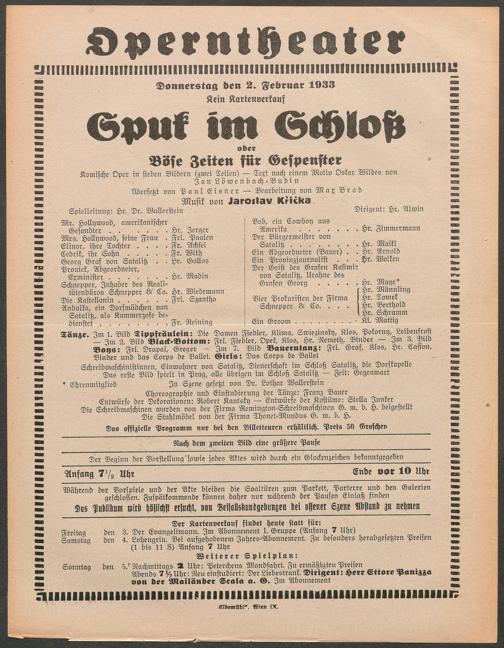 Operntheater
Donnerstag den 2. Februar 1933
Kein Kartenverkauf
Spuk im Schloß
oder
Böse Zeiten für Gespenster
Komische Oper in sieben Bildern (zwei Teilen) — Text nach einem Motiv Oskar Wildes von
Jan Löwenbach-Budin
Übersetzt von Paul Eisner — Bearbeitung von Max Brod
Musik von Jaroslav Křička
Spielleitung: Hr. Dr. Wallerstein
Dirigent: Hr. Alwin
Mr. Hollywood, amerikanischer
Gesandter . . . . . . . . Hr. Jerger
Mrs. Hollywood, seine Frau . Frl. Paalen
Elinor, ihre Tochter . . . . Fr. Achsel
Cedrik, ihr Sohn . . . . . Fr. With
Georg Graf von Satalitz . . . Hr. Gallos
Proutek, Abgeordneter,
Exminister . . . . . . . Hr. Madin
Schnepper, Inhaber des Reali-
tätenbüros Schnepper & Co. Hr. Wiedemann
Die Kastellanin . . . . . . Frl. Szantho
Andulka, ein Dorfmädchen von
Satalitz, als Kammerzofe be-
dienstet . . . . . . . . Fr. Reining
Bob, ein Cowboy aus
Amerika . . . . . . . . Hr. Zimmermann
Der Bürgermeister von
Satalitz . . . . . . . . Hr. Maikl
Ein Abgeordneter (Bauer) . . Hr. Arnold
Ein Provinzjournalist . . . Hr. Wolken
Der Geist des Grafen Kasimir
von Satalitz, Urahne des
Grafen Georg . . . . . . Hr. Mayr*
Vier Prokuristen der Firma
Schnepper & Co. . . . .
Hr. Männling
Hr. Tomek
Hr. Berthold
Hr. Schramm
Ein Groom . . . . . . . Kl. Mattig
Tänze. Im 1. Bild Tippfräulein: Die Damen Fiedler, Klima, Swiezinsky, Klos, Pokorny, Leibenfrost
— Im 2. Bild Black-Bottom: Frl. Fiedler, Opek, Klos, Hr. Nemeth, Binder — Im 3. Bild
Boys: Frl. Drapal, Greger — Im 7. Bild Bauerntanz: Frl. Graf, Klos, Hr. Casson,
Binder und das Corps de Ballet. Girls: Das Corps de Ballet
Schreibmaschinistinnen, Einwohner von Satalitz, Dienerschaft im Schloß Satalitz, die Dorfkapelle
Das erste Bild spielt in Prag, alle übrigen im Schloß Satalitz — Zeit: Gegenwart
* Ehrenmitglied
In Szene gesetzt von Dr. Lothar Wallerstein
Choreographie und Einstudierung der Tänze: Franz Bauer
Entwürfe der Dekorationen: Robert Kautsky — Entwürfe der Kostüme: Stella Junker
Die Schreibmaschinen wurden von der Firma Remington-Schreibmaschinen G. m. b. H. beigestellt
Die Stahlmöbel von der Firma Thonet-Mundus G. m. b. H.
Das offizielle Programm nur bei den Billetteuren erhältlich. Preis 50 Groschen
Nach dem zweiten Bild eine größere Pause
Der Beginn der Vorstellung sowie jedes Aktes wird durch ein Glockenzeichen bekanntgegeben
Anfang 7½ Uhr
Ende vor 10 Uhr
Während der Vorspiele und der Akte bleiben die Saaltüren zum Parkett, Parterre und den Galerien
geschlossen. Zuspätkommende können daher nur während der Pausen Einlaß finden
Das Publikum wird höflichst ersucht, von Beifallskundgebungen bei offener Szene Abstand zu nehmen
Der Kartenverkauf findet heute statt für:
Freitag den 3. Der Evangelimann. Im Abonnement 1. Gruppe (Anfang 7 Uhr)
Samstag den 4. Lohengrin. Bei aufgehobenem Jahres-Abonnement. Zu besonders herabgesetzten Preisen
(1 bis 11 S) Anfang 7 Uhr
Weiterer Spielplan:
Sonntag den 5. Nachmittags 2 Uhr: Peterchens Mondfahrt. Zu ermäßigten Preisen
Abends 7½ Uhr: Neu einstudiert: Der Liebestrank. Dirigent: Herr Ettore Panizza
von der Mailänder Scala a. G. Im Abonnement
„Elbemühl", Wien IX.